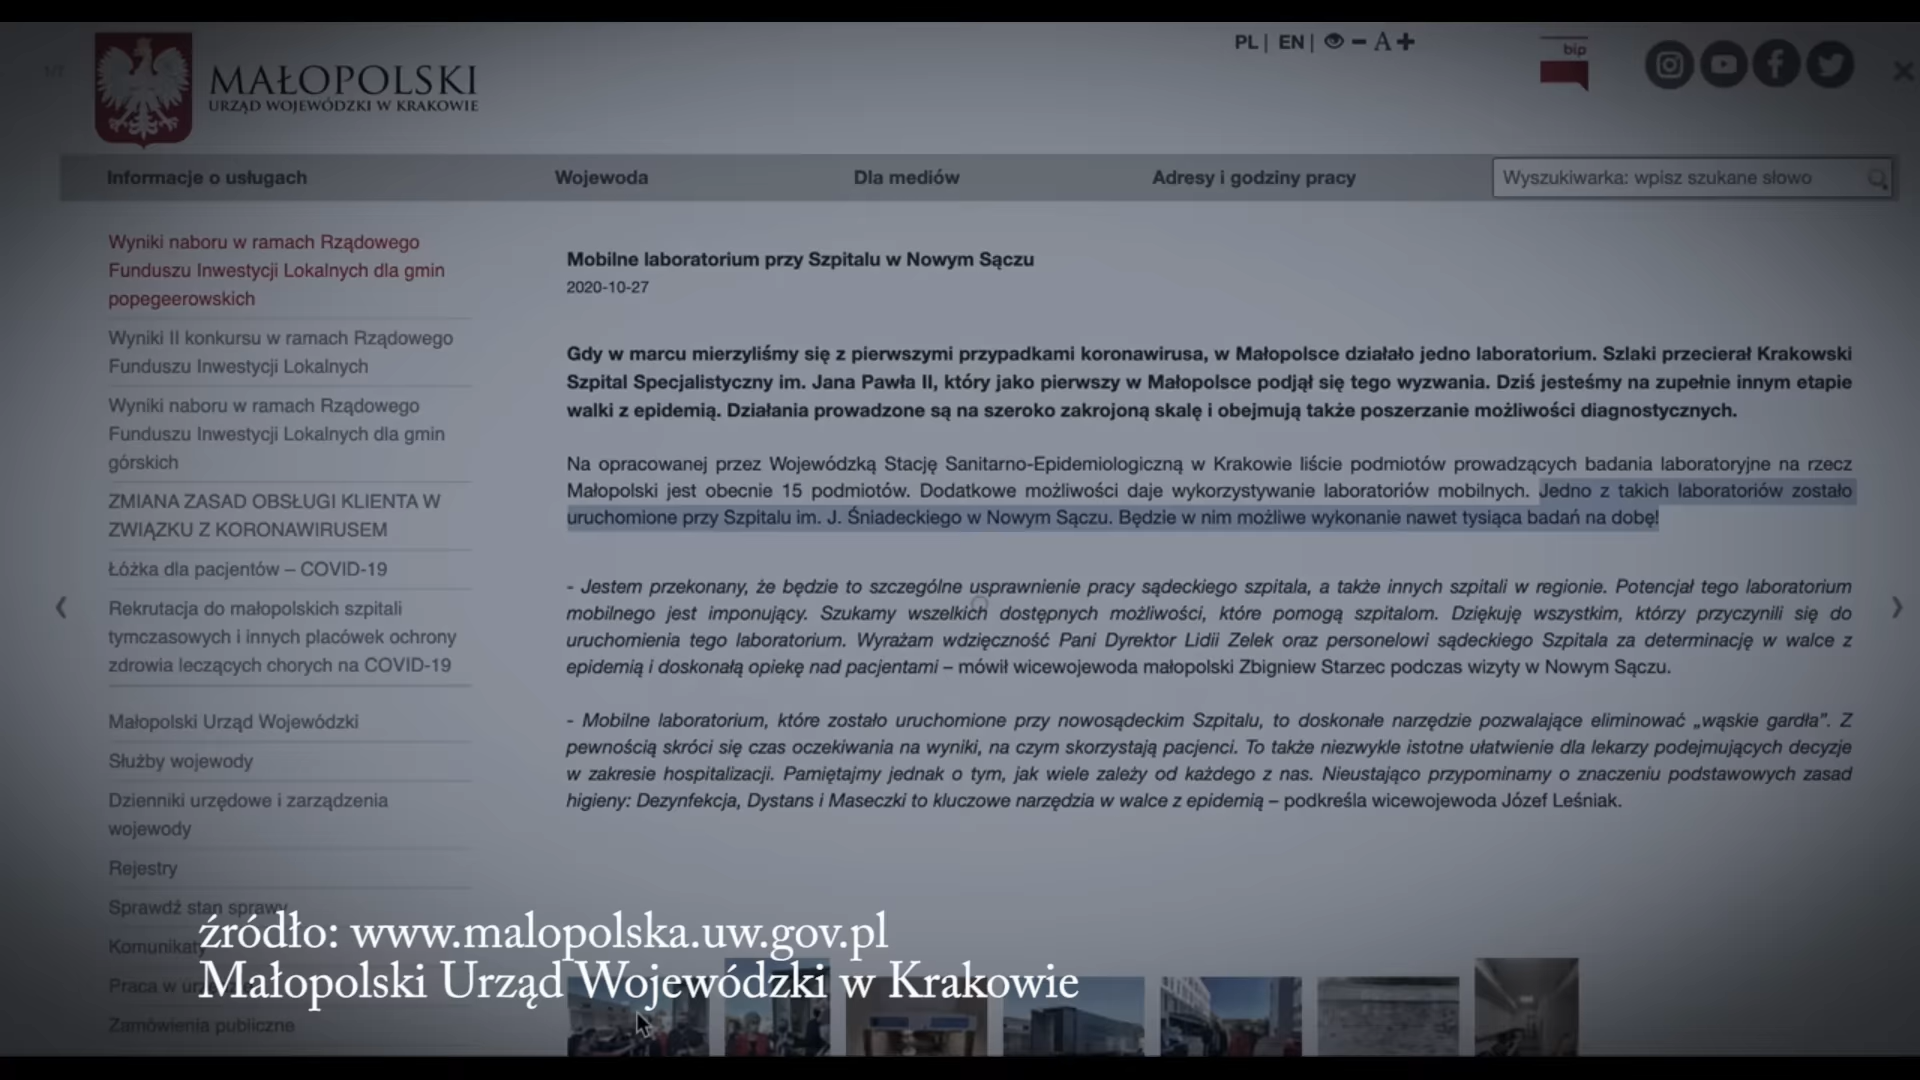 1/7
MAŁOPOLSKI
URZĄD WOJEWÓDZKI W KRAKOWIE
PL | EN | − A +
bip
Informacje o usługach
Wojewoda
Dla mediów
Adresy i godziny pracy
Wyszukiwarka: wpisz szukane słowo
Wyniki naboru w ramach Rządowego
Funduszu Inwestycji Lokalnych dla gmin
popegeerowskich
Wyniki II konkursu w ramach Rządowego
Funduszu Inwestycji Lokalnych
Wyniki naboru w ramach Rządowego
Funduszu Inwestycji Lokalnych dla gmin
górskich
ZMIANA ZASAD OBSŁUGI KLIENTA W
ZWIĄZKU Z KORONAWIRUSEM
Łóżka dla pacjentów – COVID-19
Rekrutacja do małopolskich szpitali
tymczasowych i innych placówek ochrony
zdrowia leczących chorych na COVID-19
Małopolski Urząd Wojewódzki
Służby wojewody
Dzienniki urzędowe i zarządzenia
wojewody
Rejestry
Sprawdź stan sprawy
Komunikaty
Praca w
Zamówienia publiczne
Mobilne laboratorium przy Szpitalu w Nowym Sączu
2020-10-27
Gdy w marcu mierzyliśmy się z pierwszymi przypadkami koronawirusa, w Małopolsce działało jedno laboratorium. Szlaki przecierał Krakowski
Szpital Specjalistyczny im. Jana Pawła II, który jako pierwszy w Małopolsce podjął się tego wyzwania. Dziś jesteśmy na zupełnie innym etapie
walki z epidemią. Działania prowadzone są na szeroko zakrojoną skalę i obejmują także poszerzanie możliwości diagnostycznych.
Na opracowanej przez Wojewódzką Stację Sanitarno-Epidemiologiczną w Krakowie liście podmiotów prowadzących badania laboratoryjne na rzecz
Małopolski jest obecnie 15 podmiotów. Dodatkowe możliwości daje wykorzystywanie laboratoriów mobilnych. Jedno z takich laboratoriów zostało
uruchomione przy Szpitalu im. J. Śniadeckiego w Nowym Sączu. Będzie w nim możliwe wykonanie nawet tysiąca badań na dobę!
- Jestem przekonany, że będzie to szczególne usprawnienie pracy sądeckiego szpitala, a także innych szpitali w regionie. Potencjał tego laboratorium
mobilnego jest imponujący. Szukamy wszelkich dostępnych możliwości, które pomogą szpitalom. Dziękuję wszystkim, którzy przyczynili się do
uruchomienia tego laboratorium. Wyrażam wdzięczność Pani Dyrektor Lidii Zelek oraz personelowi sądeckiego Szpitala za determinację w walce z
epidemią i doskonałą opiekę nad pacjentami – mówił wicewojewoda małopolski Zbigniew Starzec podczas wizyty w Nowym Sączu.
- Mobilne laboratorium, które zostało uruchomione przy nowosądeckim Szpitalu, to doskonałe narzędzie pozwalające eliminować „wąskie gardła”. Z
pewnością skróci się czas oczekiwania na wyniki, na czym skorzystają pacjenci. To także niezwykle istotne ułatwienie dla lekarzy podejmujących decyzje
w zakresie hospitalizacji. Pamiętajmy jednak o tym, jak wiele zależy od każdego z nas. Nieustająco przypominamy o znaczeniu podstawowych zasad
higieny: Dezynfekcja, Dystans i Maseczki to kluczowe narzędzia w walce z epidemią – podkreśla wicewojewoda Józef Leśniak.
źródło: www.malopolska.uw.gov.pl
Małopolski Urząd Wojewódzki w Krakowie